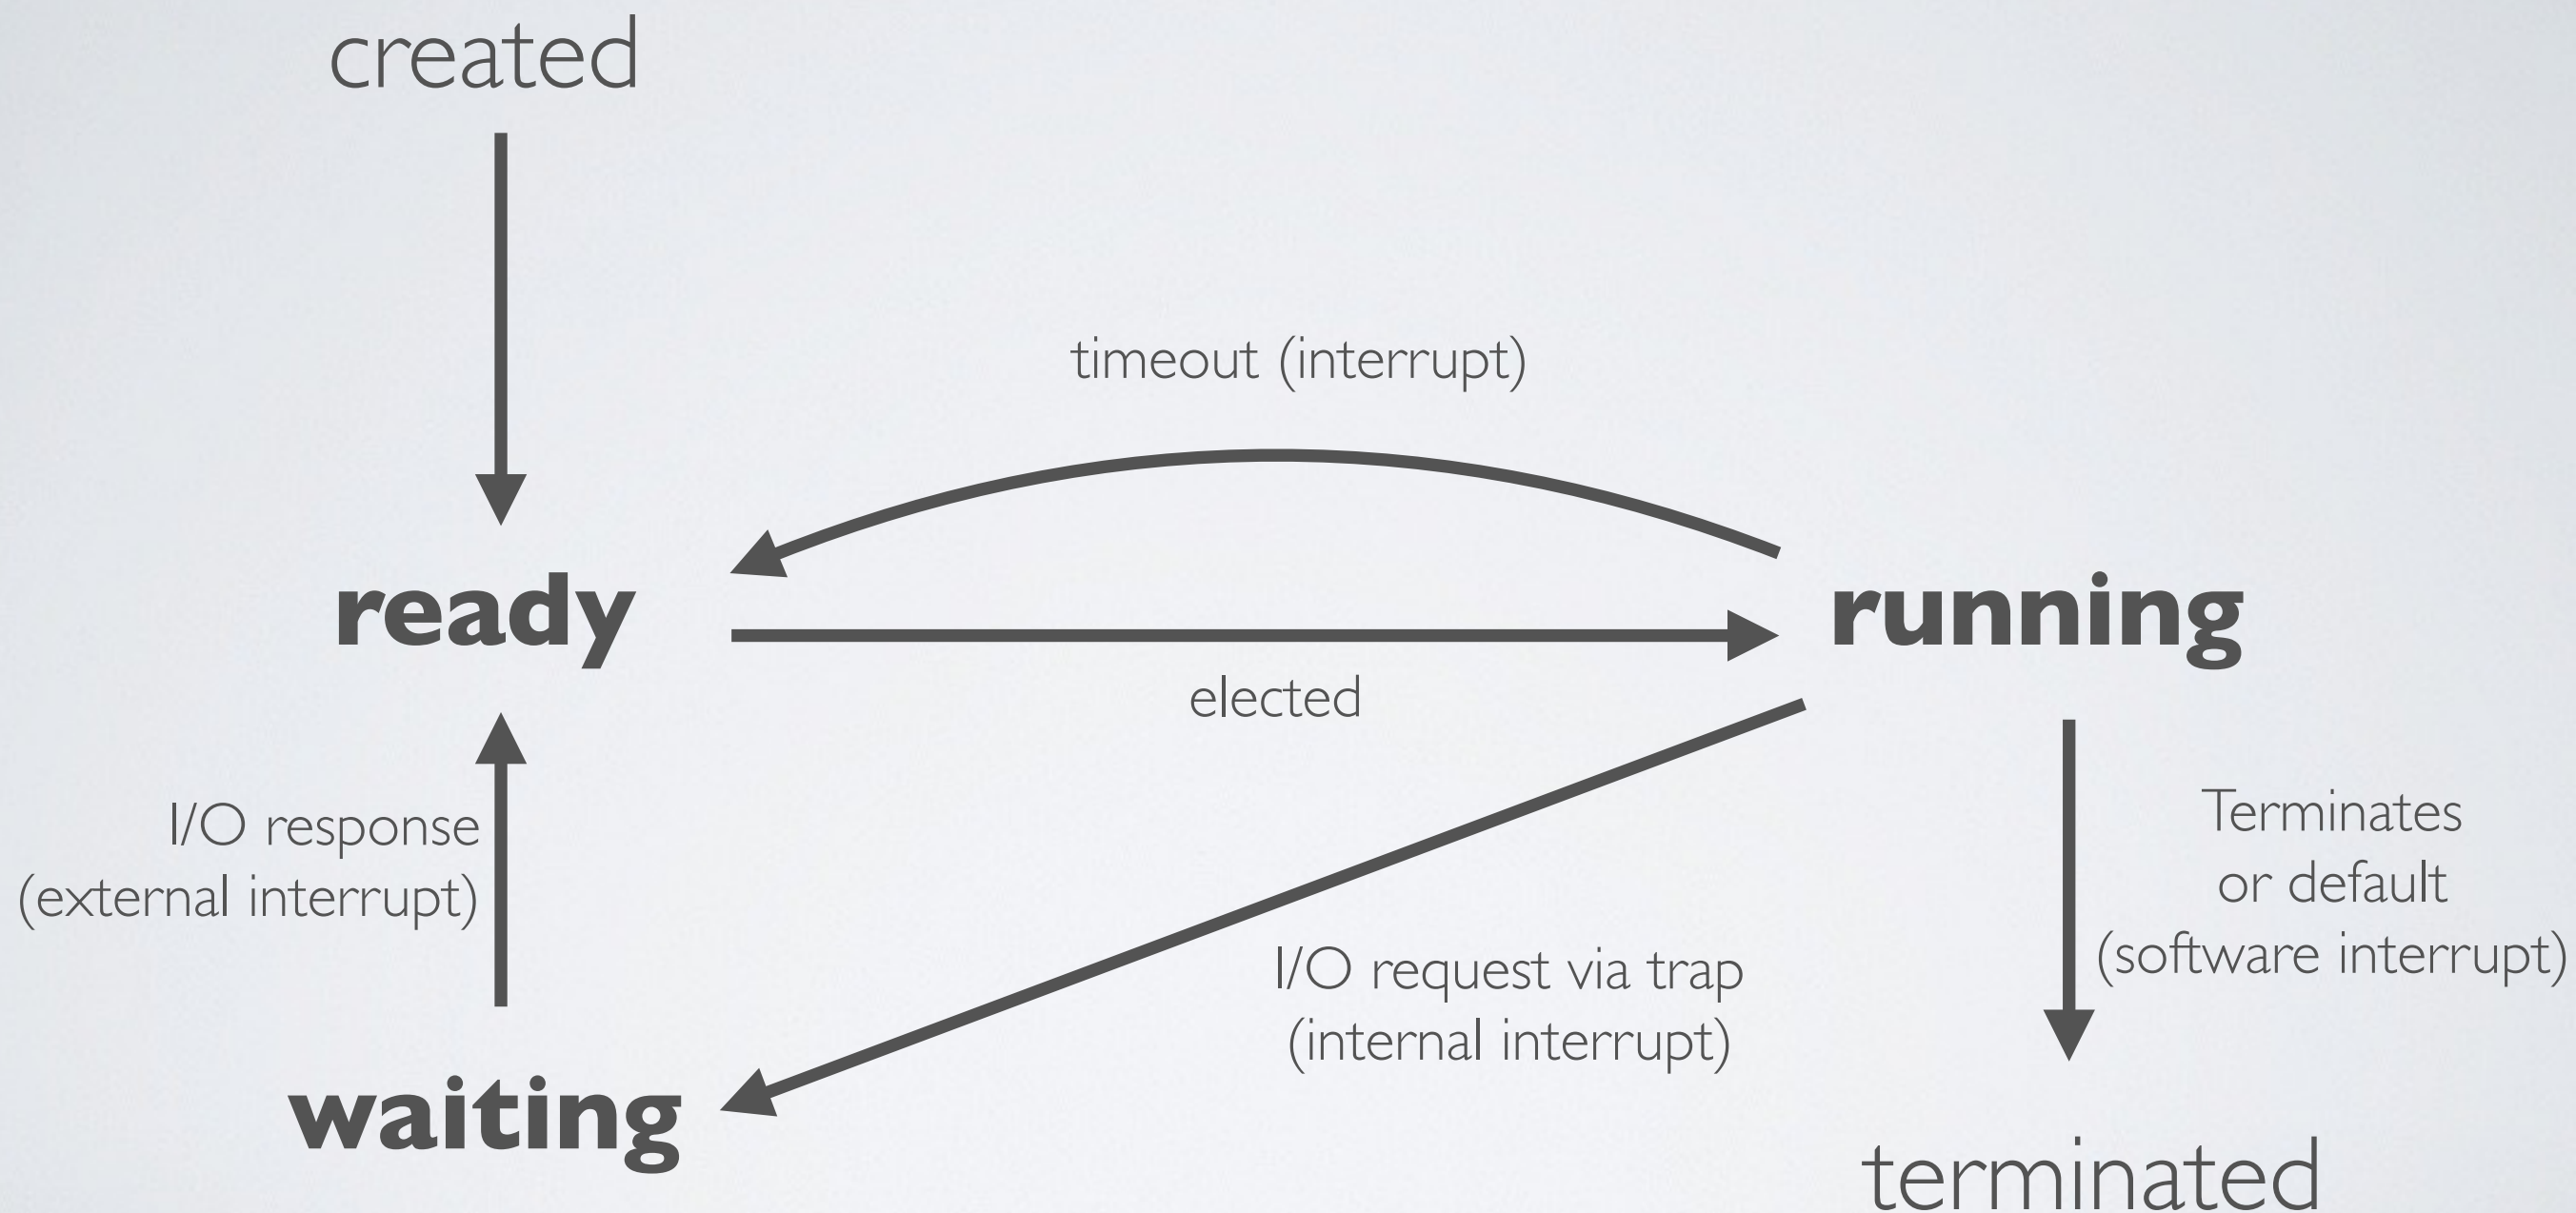 created
timeout (interrupt)
ready
running
elected
I/O response
(external interrupt)
Terminates
or default
(software interrupt)
I/O request via trap
(internal interrupt)
waiting
terminated